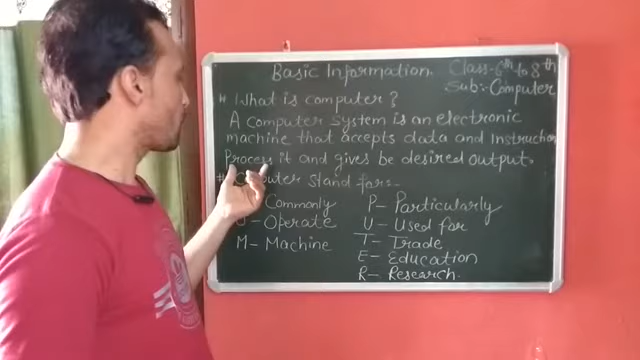 Basic Information. Class-6th to 8th
Sub:-Computer
# What is computer?
A computer system is an electronic
machine that accepts data and Instruction
Process it and gives be desired output.
# Computer stand for:-
Commonly P- Particularly
O- Operate U- Used for
M- Machine T- Trade
E- Education
R- Research.